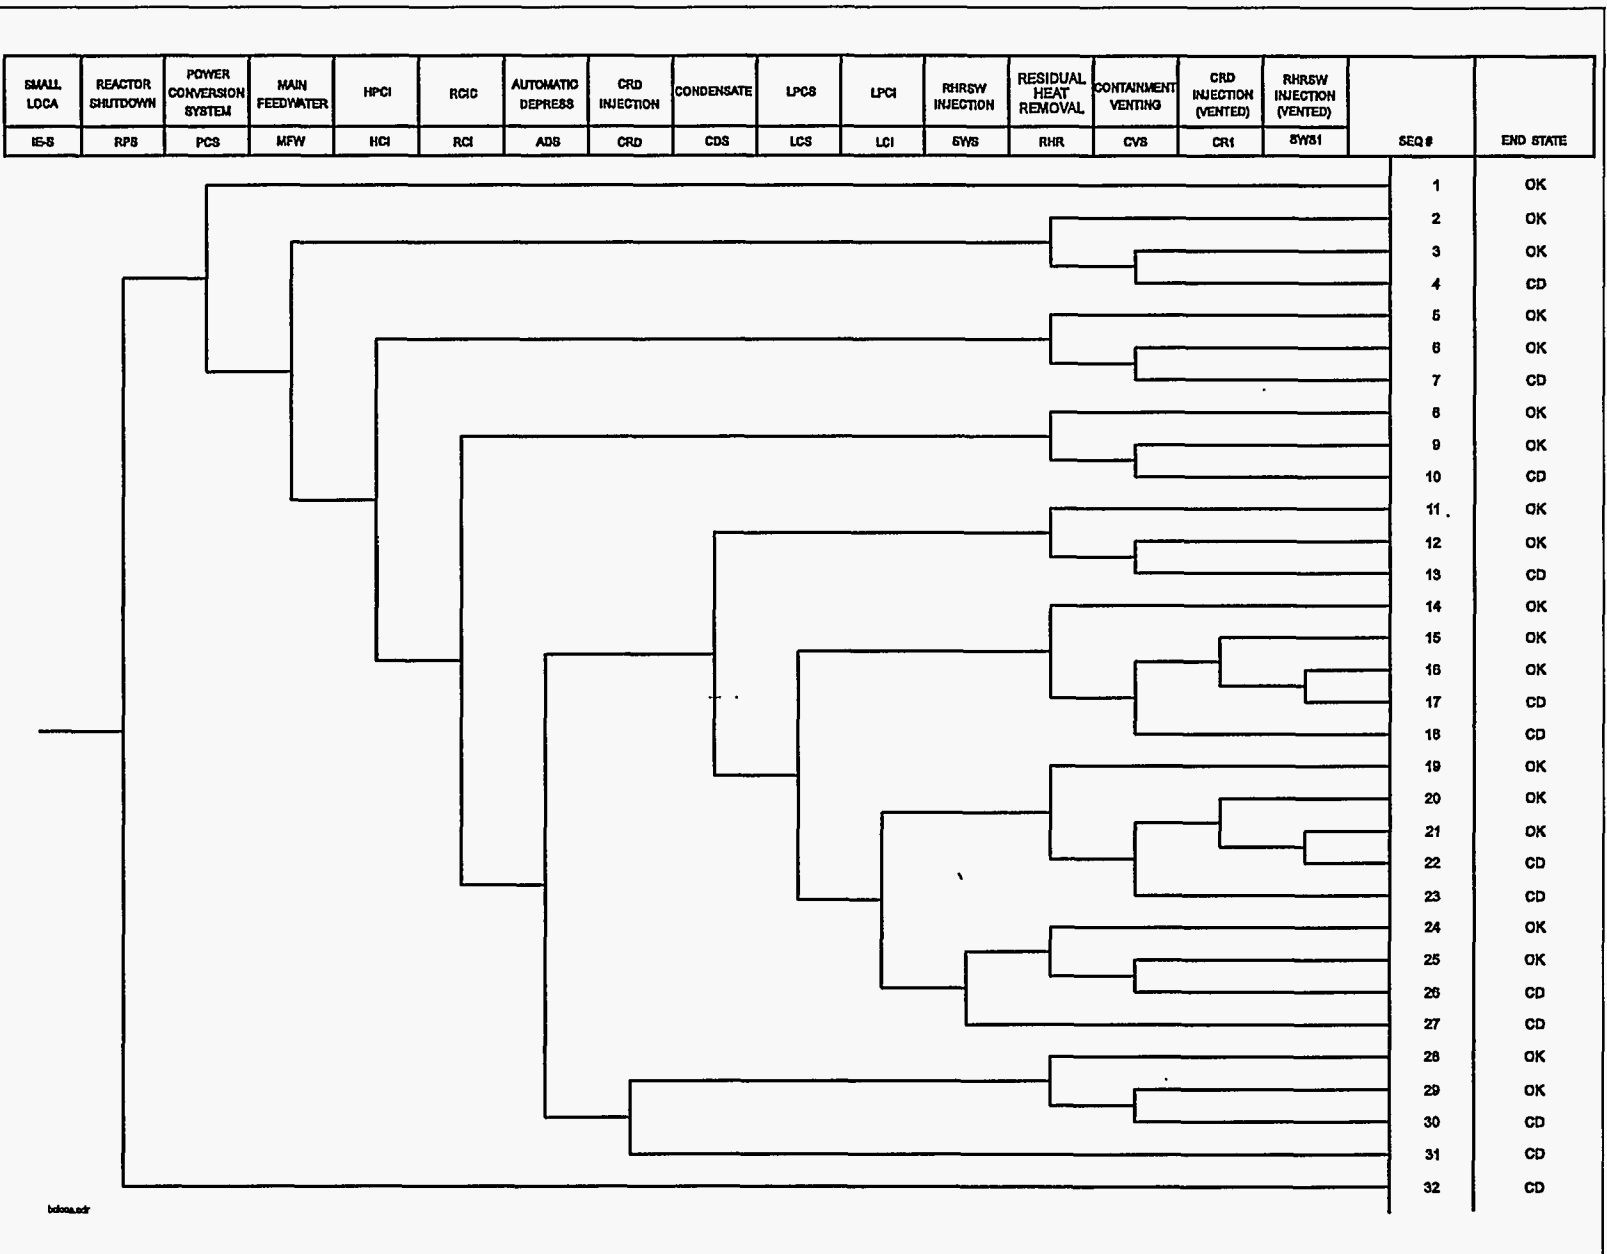 SMALL LOCA
REACTOR SHUTDOWN
POWER CONVERSION SYSTEM
MAIN FEEDWATER
HPCI
RCIC
AUTOMATIC DEPRESS
CRD INJECTION
CONDENSATE
LPCS
LPCI
RHRSW INJECTION
RESIDUAL HEAT REMOVAL
CONTAINMENT VENTING
CRD INJECTION (VENTED)
RHRSW INJECTION (VENTED)
IE-S RPS PCS MFW HCI RCI ADS CRD CDS LCS LCI SWS RHR CVS CR1 SWS1 SEQ # END STATE
1 OK
2 OK
3 OK
4 CD
5 OK
6 OK
7 CD
8 OK
9 OK
10 CD
11 OK
12 OK
13 CD
14 OK
15 OK
16 OK
17 CD
18 CD
19 OK
20 OK
21 OK
22 CD
23 CD
24 OK
25 OK
26 CD
27 CD
28 OK
29 OK
30 CD
31 CD
32 CD